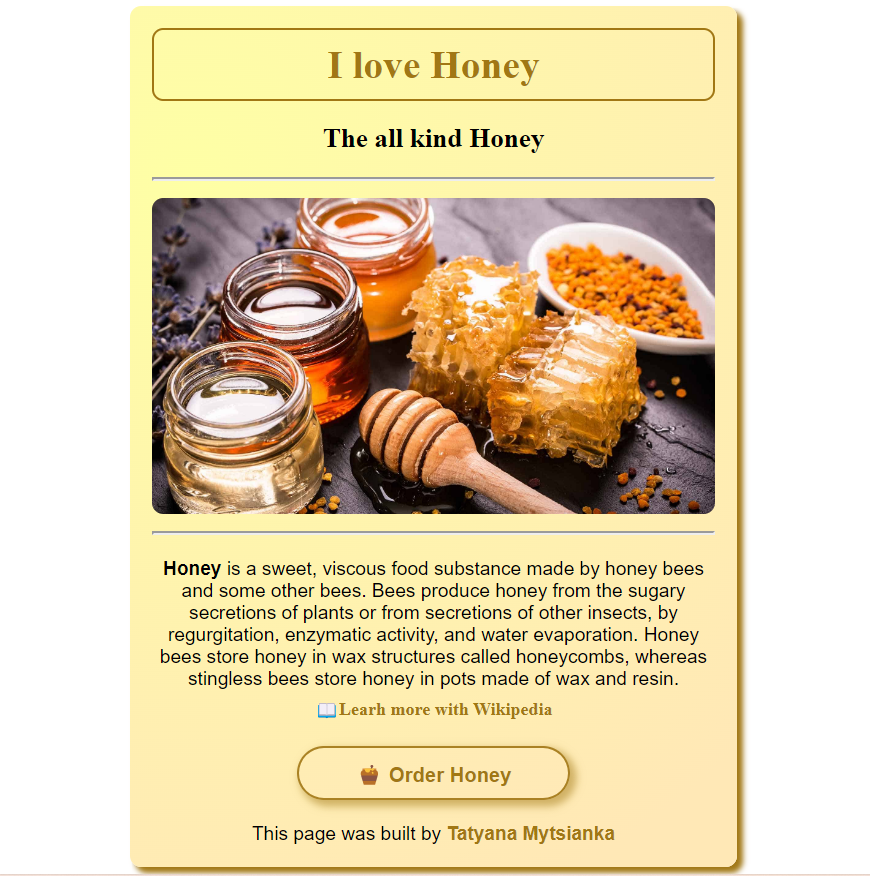 I love Honey
The all kind Honey
Honey is a sweet, viscous food substance made by honey bees
and some other bees. Bees produce honey from the sugary
secretions of plants or from secretions of other insects, by
regurgitation, enzymatic activity, and water evaporation. Honey
bees store honey in wax structures called honeycombs, whereas
stingless bees store honey in pots made of wax and resin.
📖Learh more with Wikipedia
🍯 Order Honey
This page was built by Tatyana Mytsianka